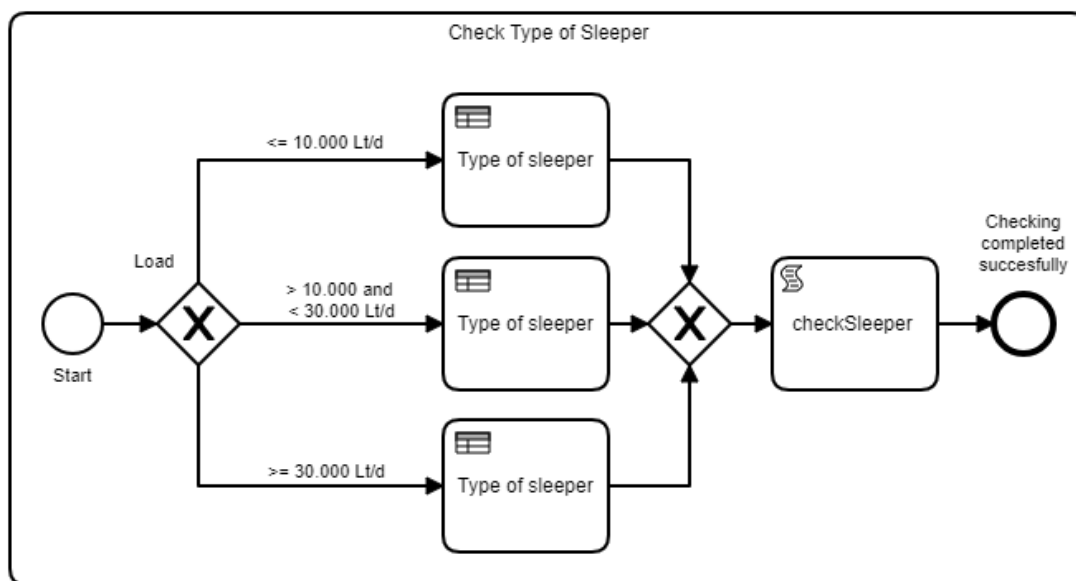 Check Type of Sleeper
<= 10.000 Lt/d
Type of sleeper
Load
> 10.000 and
< 30.000 Lt/d
Type of sleeper
checkSleeper
Checking
completed
succesfully
Start
>= 30.000 Lt/d
Type of sleeper